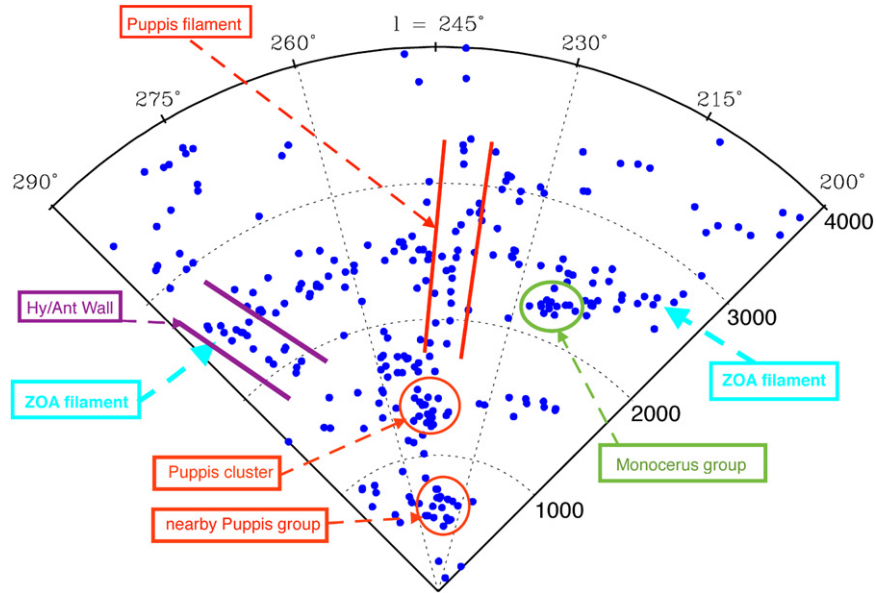 Puppis filament
l = 245°
260°
230°
275°
215°
290°
200°
4000
Hy/Ant Wall
3000
ZOA filament
ZOA filament
2000
Puppis cluster
Monocerus group
1000
nearby Puppis group